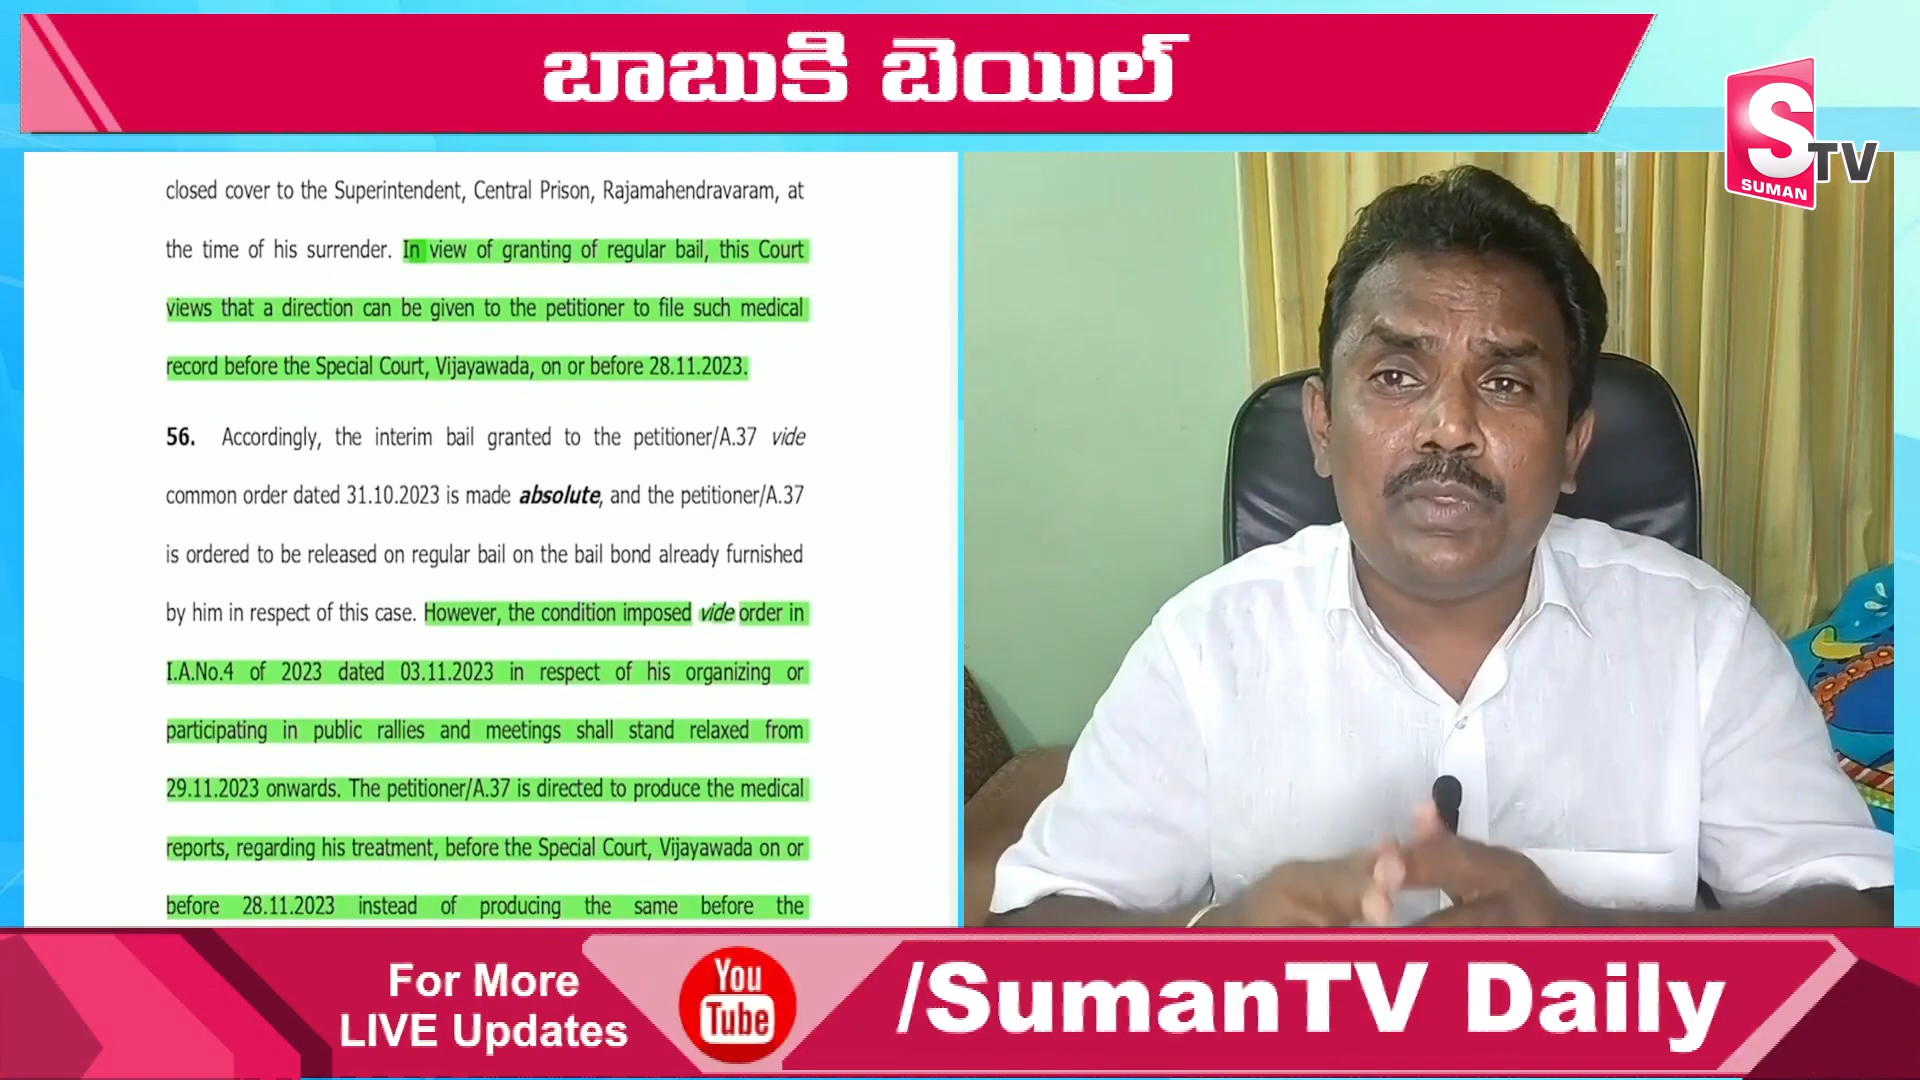 బాబుకి బెయిల్
S
TV
SUMAN
closed cover to the Superintendent, Central Prison, Rajamahendravaram, at
the time of his surrender. In view of granting of regular bail, this Court
views that a direction can be given to the petitioner to file such medical
record before the Special Court, Vijayawada, on or before 28.11.2023.
56. Accordingly, the interim bail granted to the petitioner/A.37 vide
common order dated 31.10.2023 is made absolute, and the petitioner/A.37
is ordered to be released on regular bail on the bail bond already furnished
by him in respect of this case. However, the condition imposed vide order in
I.A.No.4 of 2023 dated 03.11.2023 in respect of his organizing or
participating in public rallies and meetings shall stand relaxed from
29.11.2023 onwards. The petitioner/A.37 is directed to produce the medical
reports, regarding his treatment, before the Special Court, Vijayawada on or
before 28.11.2023 instead of producing the same before the
For More
LIVE Updates
You
Tube
/SumanTV Daily